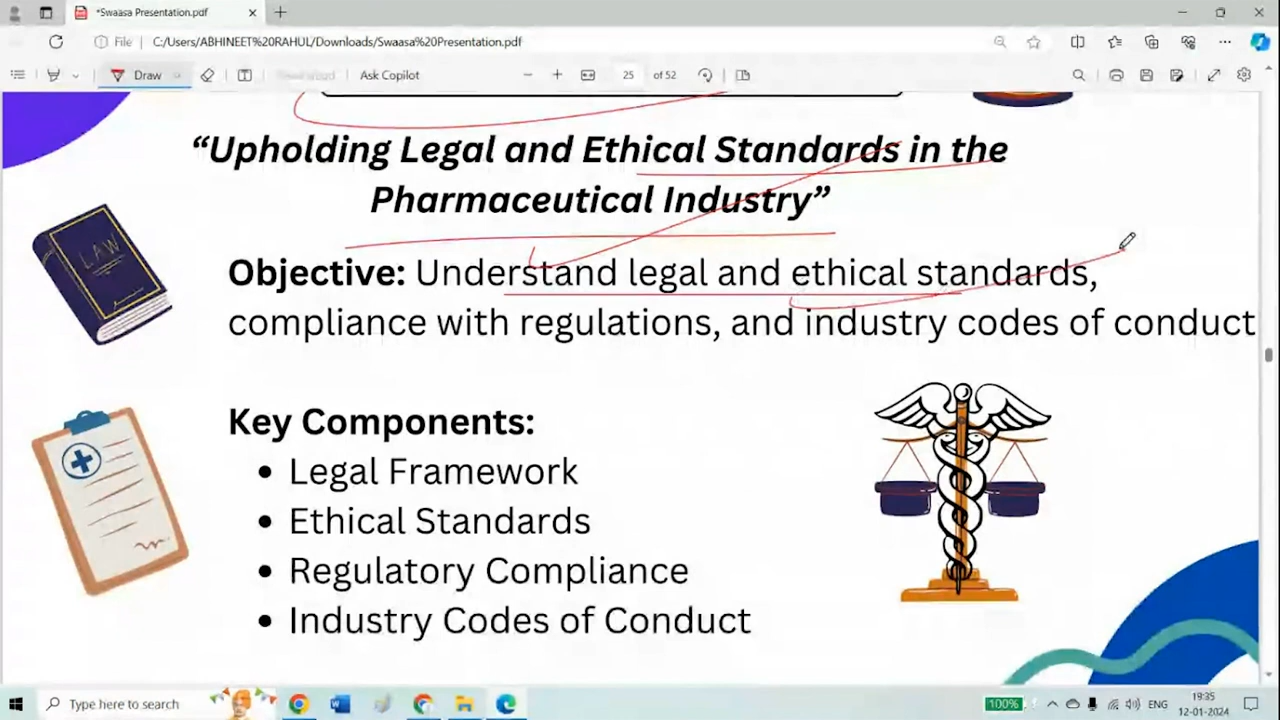 *Swaasa Presentation.pdf
File C:/Users/ABHINEET%20RAHUL/Downloads/Swaasa%20Presentation.pdf
Draw Ask Copilot 25 of 52
“Upholding Legal and Ethical Standards in the
Pharmaceutical Industry”
LAW
Objective: Understand legal and ethical standards,
compliance with regulations, and industry codes of conduct
Key Components:
• Legal Framework
• Ethical Standards
• Regulatory Compliance
• Industry Codes of Conduct
Type here to search
100% ENG 19:35
12-01-2024